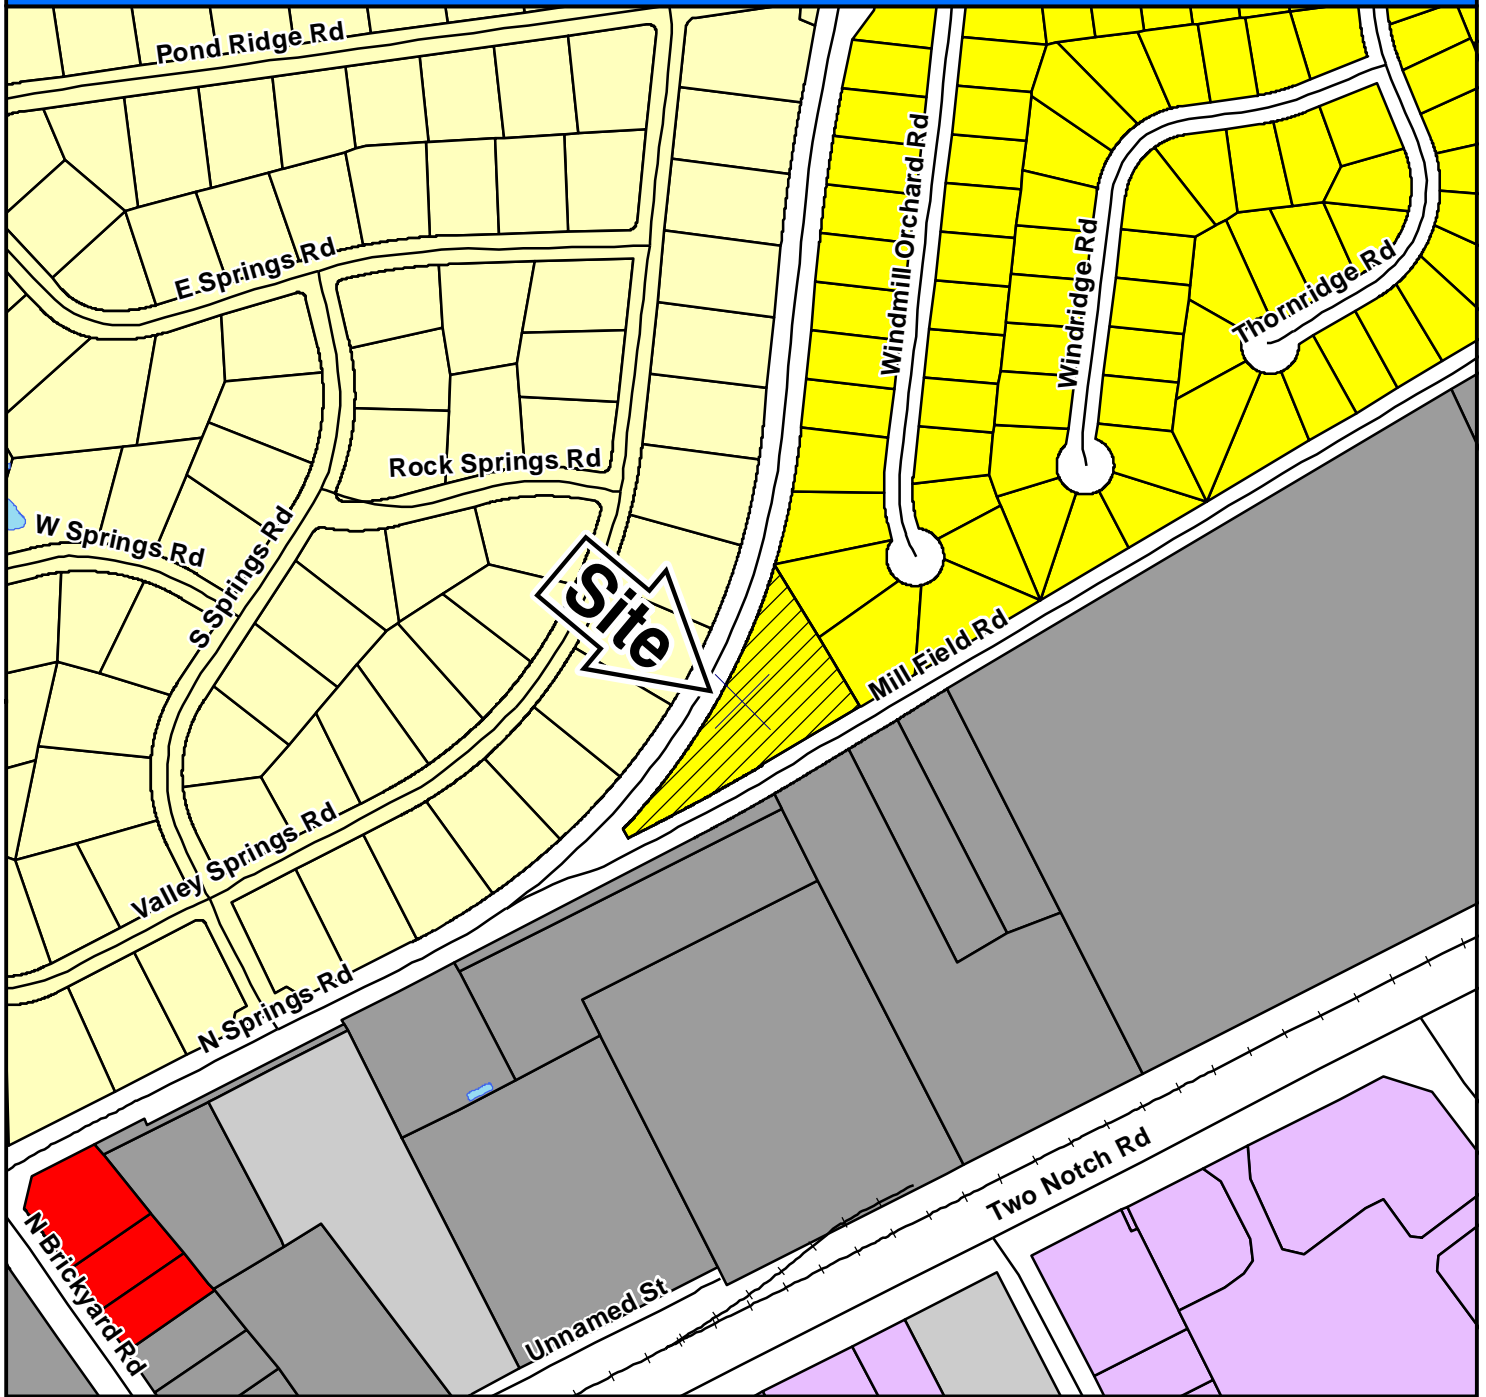 Pond Ridge Rd
Windmill Orchard Rd
E Springs Rd
Windridge Rd
Thornridge Rd
Rock Springs Rd
W Springs Rd
S Springs Rd
Site
Mill Field Rd
Valley Springs Rd
N Springs Rd
Two Notch Rd
N Brickyard Rd
Unnamed St